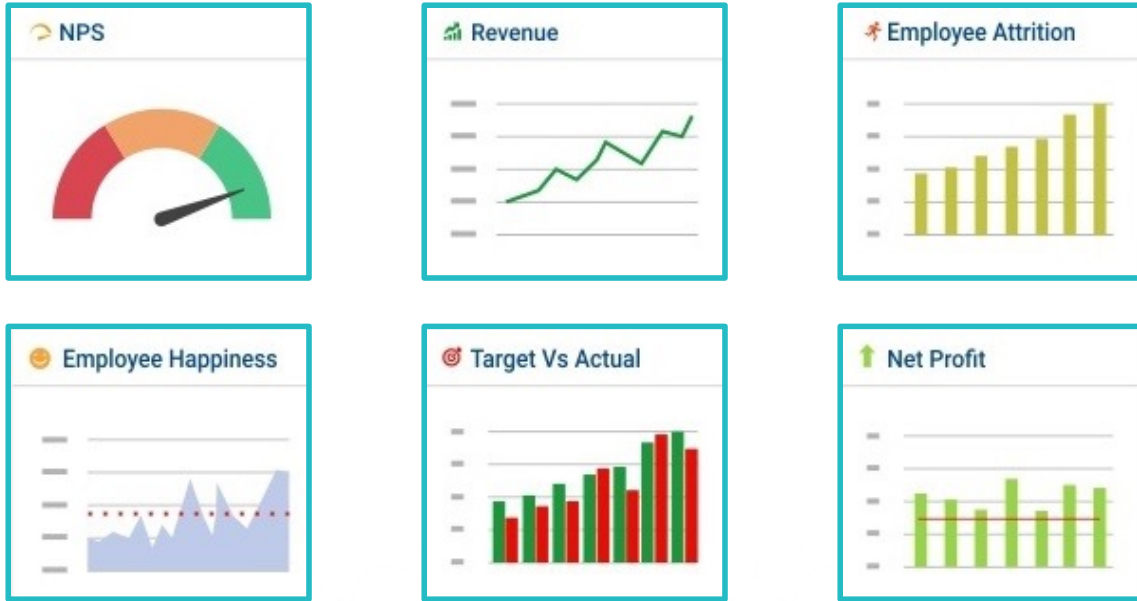 NPS
Revenue
Employee Attrition
Employee Happiness
Target Vs Actual
Net Profit